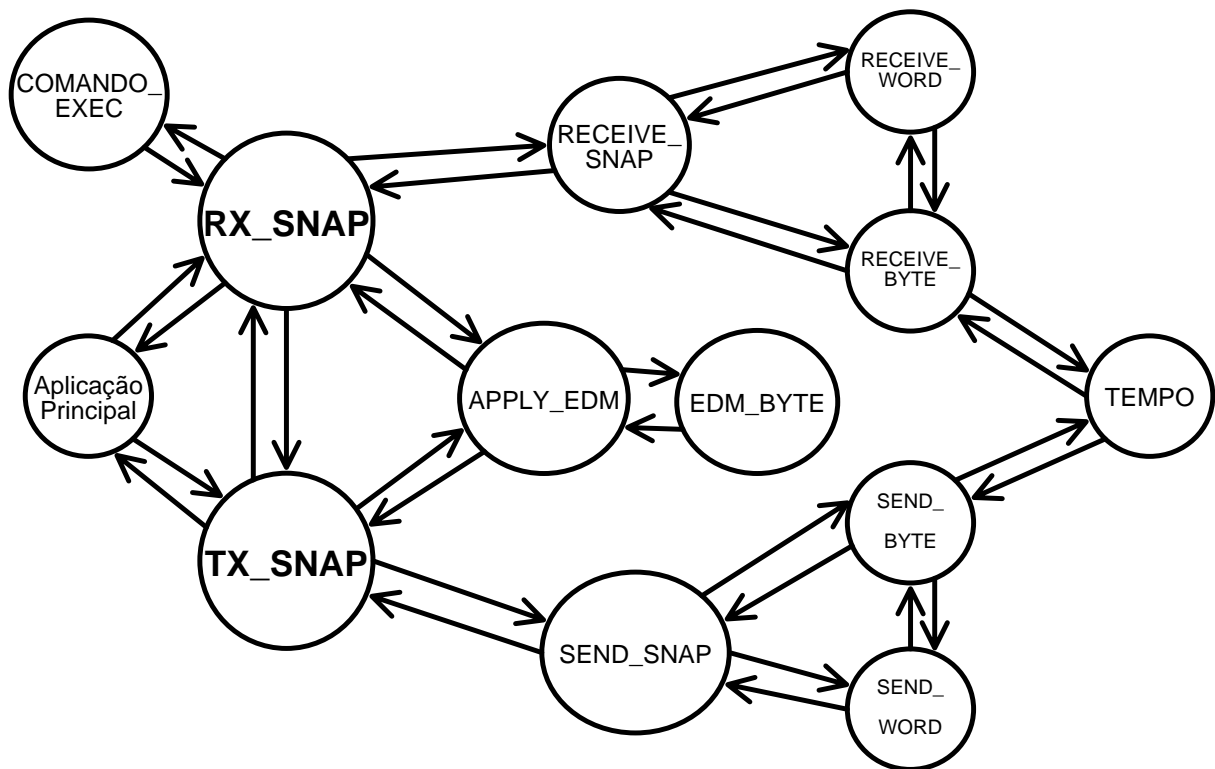 COMANDO_
EXEC
RECEIVE_
WORD
RECEIVE_
SNAP
RX_SNAP
RECEIVE_
BYTE
Aplicação
Principal
APPLY_EDM
EDM_BYTE
TEMPO
SEND_
BYTE
TX_SNAP
SEND_SNAP
SEND_
WORD